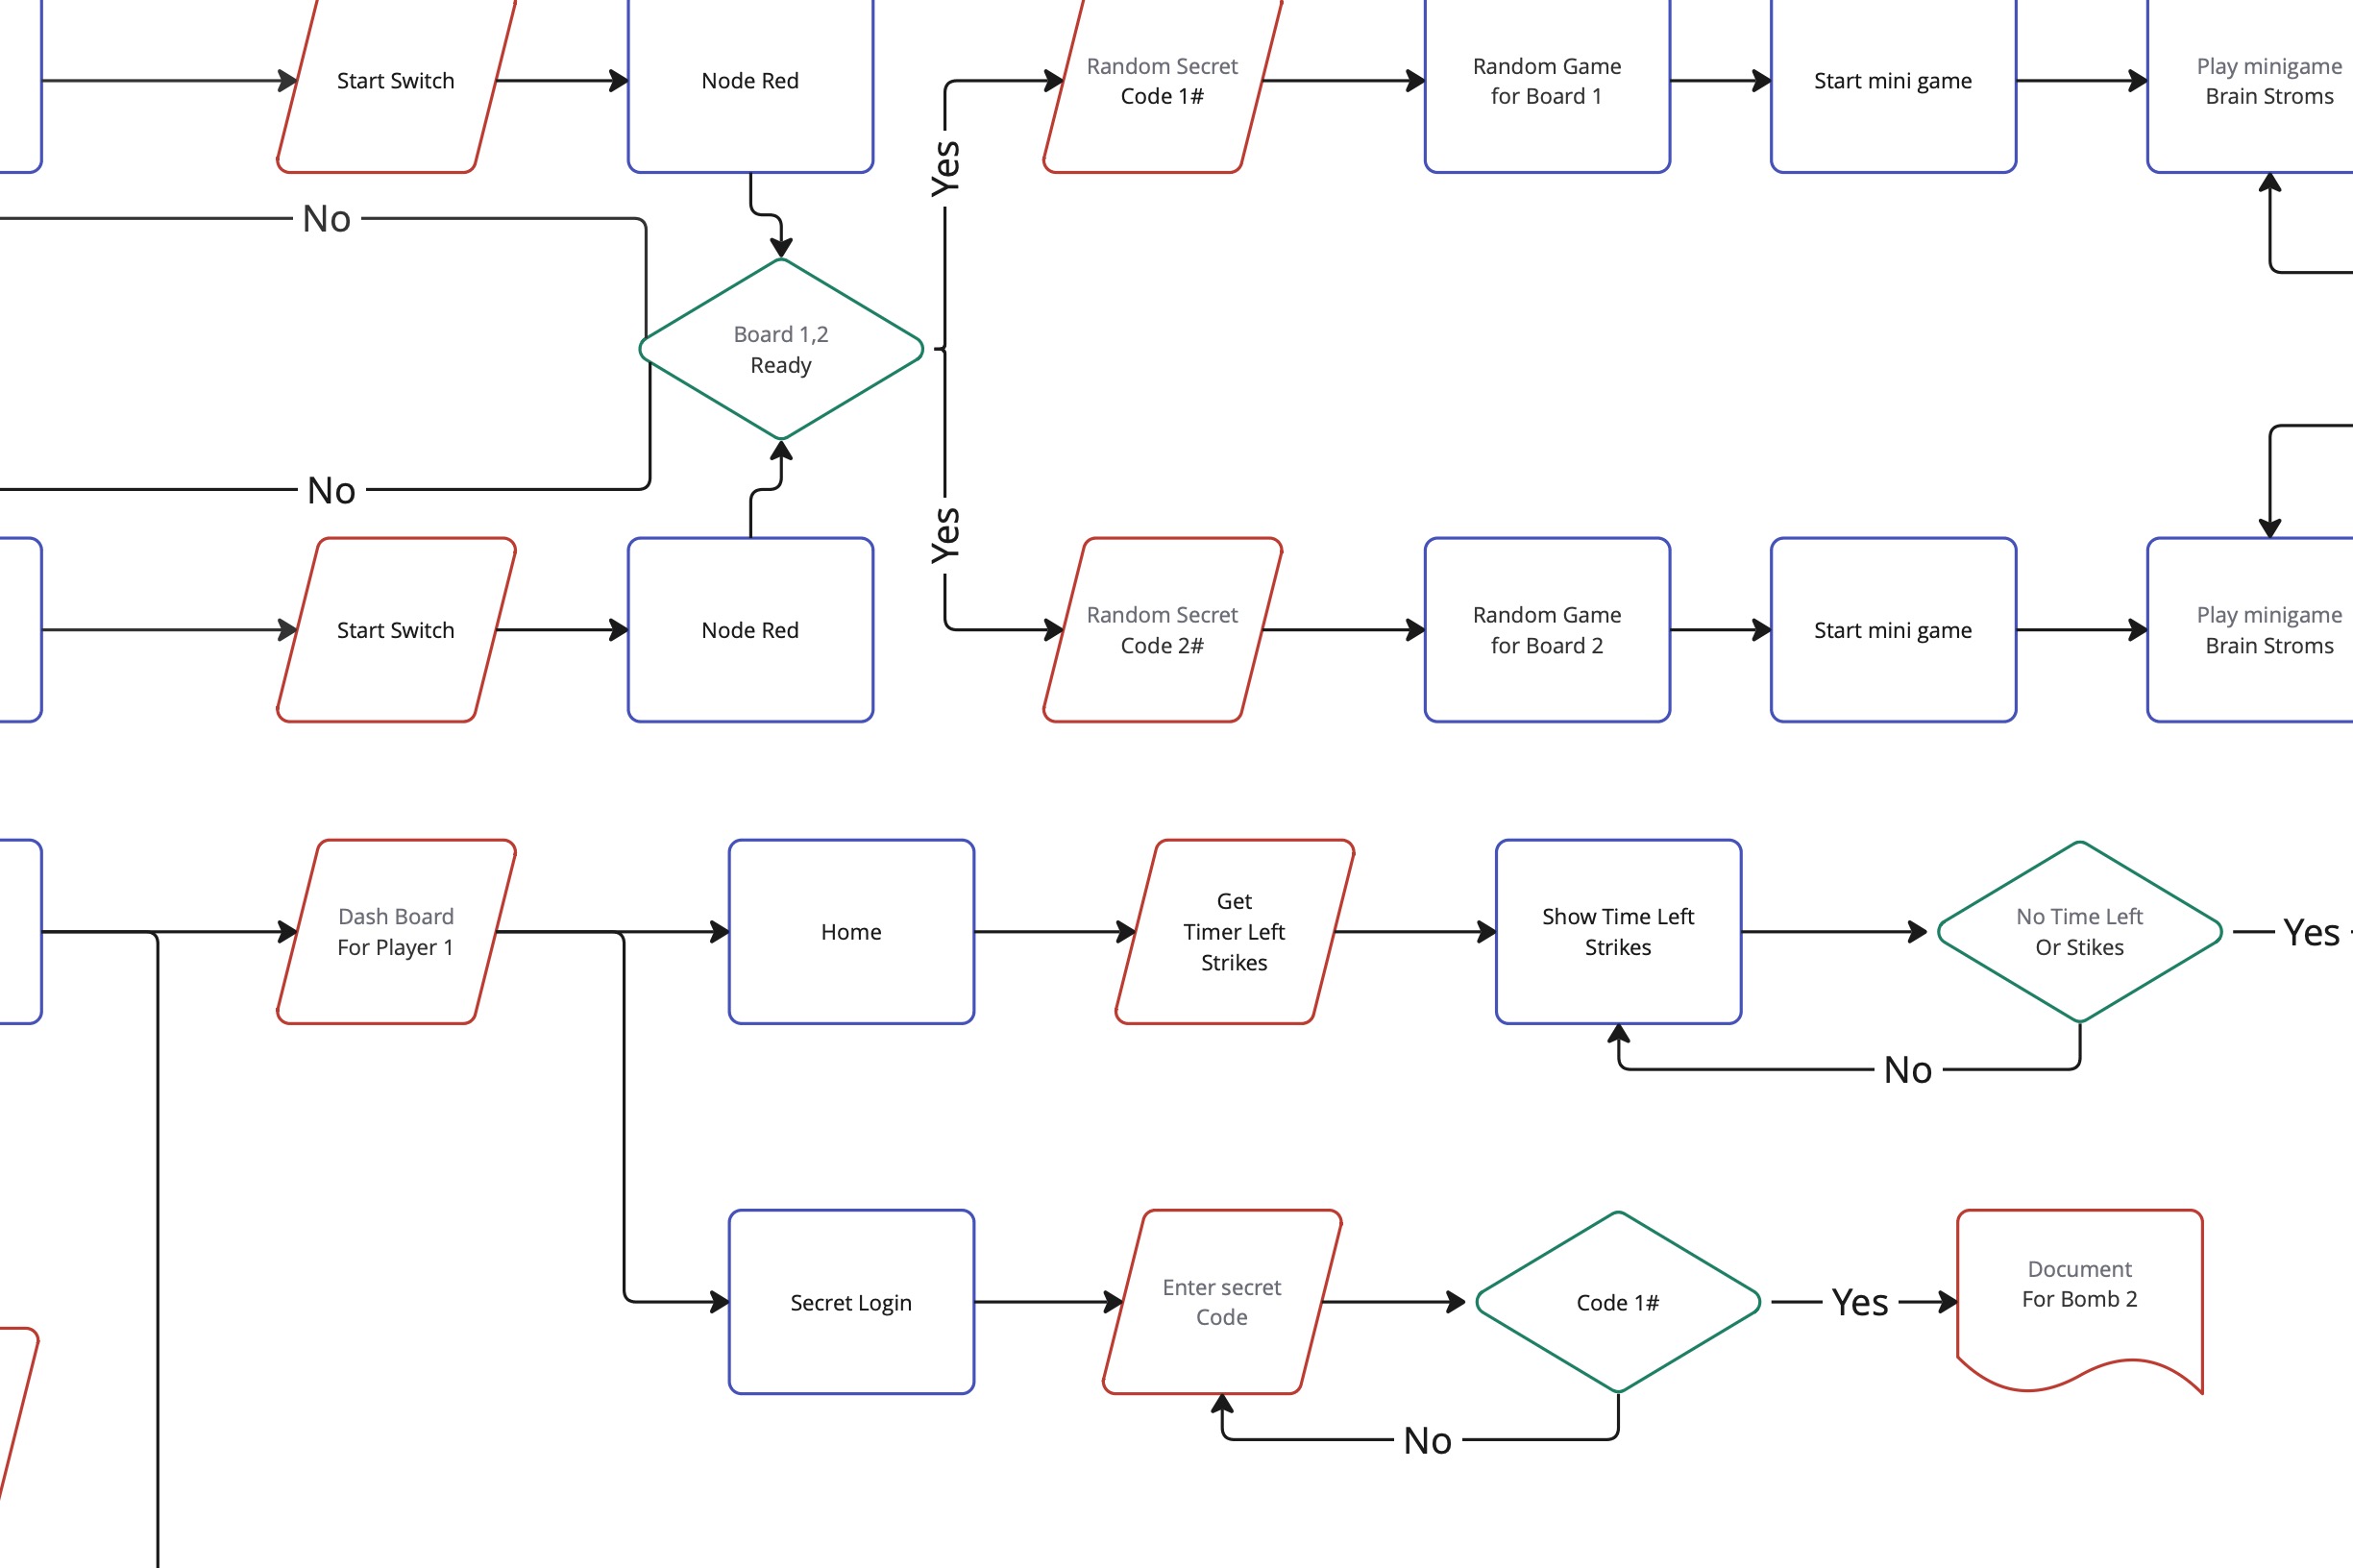 Start Switch
Node Red
Random Secret
Code 1#
Random Game
for Board 1
Start mini game
Play minigame
Brain Stroms
Yes
No
Board 1,2
Ready
No
Yes
Start Switch
Node Red
Random Secret
Code 2#
Random Game
for Board 2
Start mini game
Play minigame
Brain Stroms
Dash Board
For Player 1
Home
Get
Timer Left
Strikes
Show Time Left
Strikes
No Time Left
Or Stikes
Yes
No
Secret Login
Enter secret
Code
Code 1#
Yes
Document
For Bomb 2
No